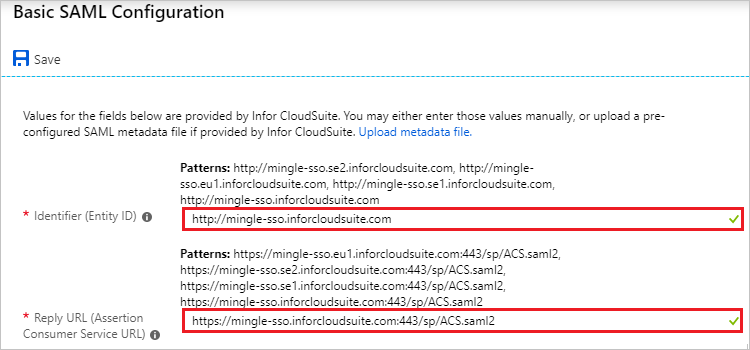 Basic SAML Configuration
Save
Values for the fields below are provided by Infor CloudSuite. You may either enter those values manually, or upload a pre-
configured SAML metadata file if provided by Infor CloudSuite. Upload metadata file.
Patterns: http://mingle-sso.se2.inforcloudsuite.com, http://mingle-
sso.eu1.inforcloudsuite.com, http://mingle-sso.se1.inforcloudsuite.com,
http://mingle-sso.inforcloudsuite.com
* Identifier (Entity ID)
http://mingle-sso.inforcloudsuite.com
Patterns: https://mingle-sso.eu1.inforcloudsuite.com:443/sp/ACS.saml2,
https://mingle-sso.se2.inforcloudsuite.com:443/sp/ACS.saml2,
https://mingle-sso.se1.inforcloudsuite.com:443/sp/ACS.saml2,
https://mingle-sso.inforcloudsuite.com:443/sp/ACS.saml2
* Reply URL (Assertion
Consumer Service URL)
https://mingle-sso.inforcloudsuite.com:443/sp/ACS.saml2